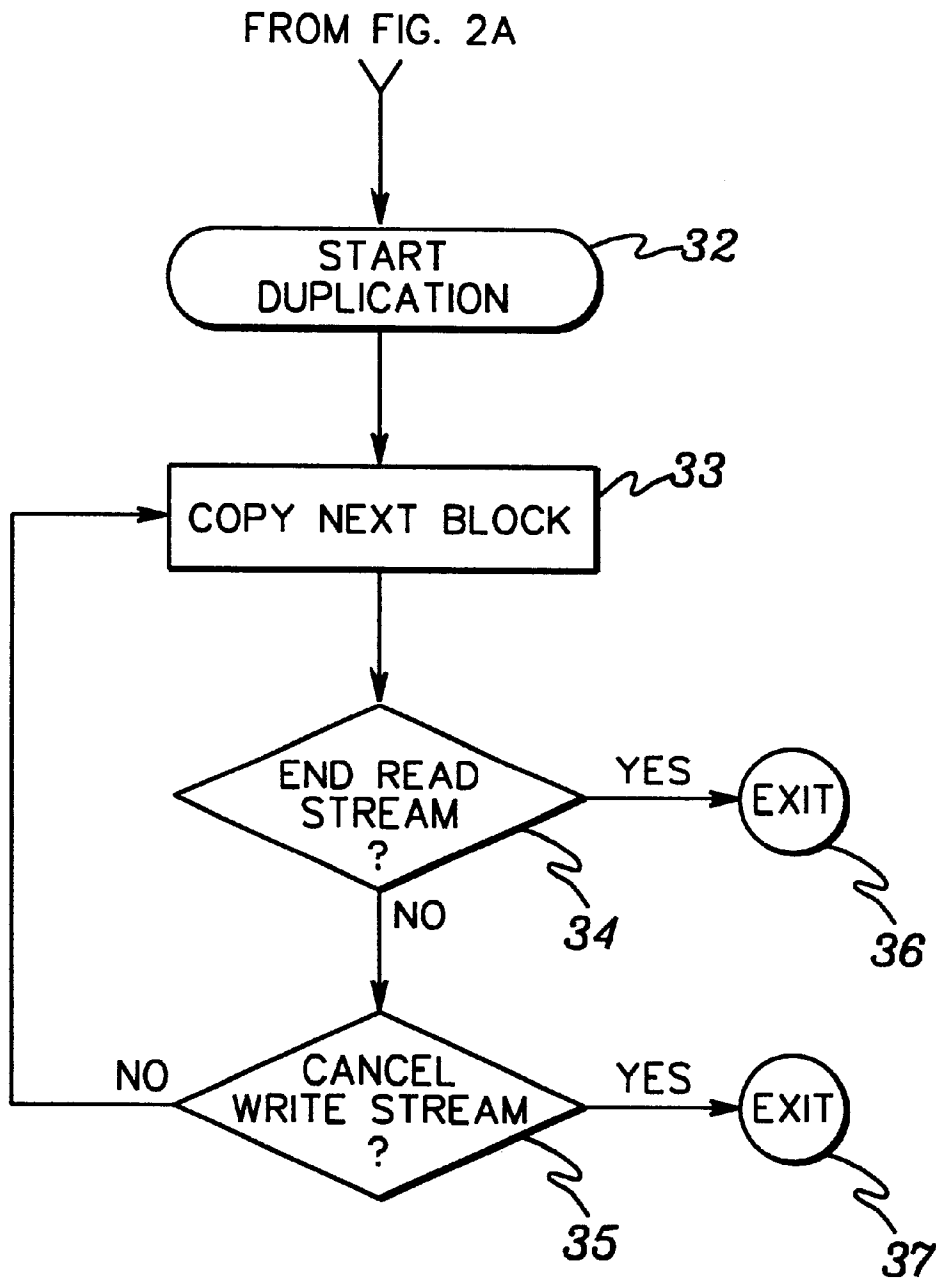 FROM FIG. 2A
START
DUPLICATION
32
COPY NEXT BLOCK
33
END READ
STREAM
?
YES
EXIT
34
36
NO
CANCEL
WRITE STREAM
?
NO
YES
EXIT
35
37